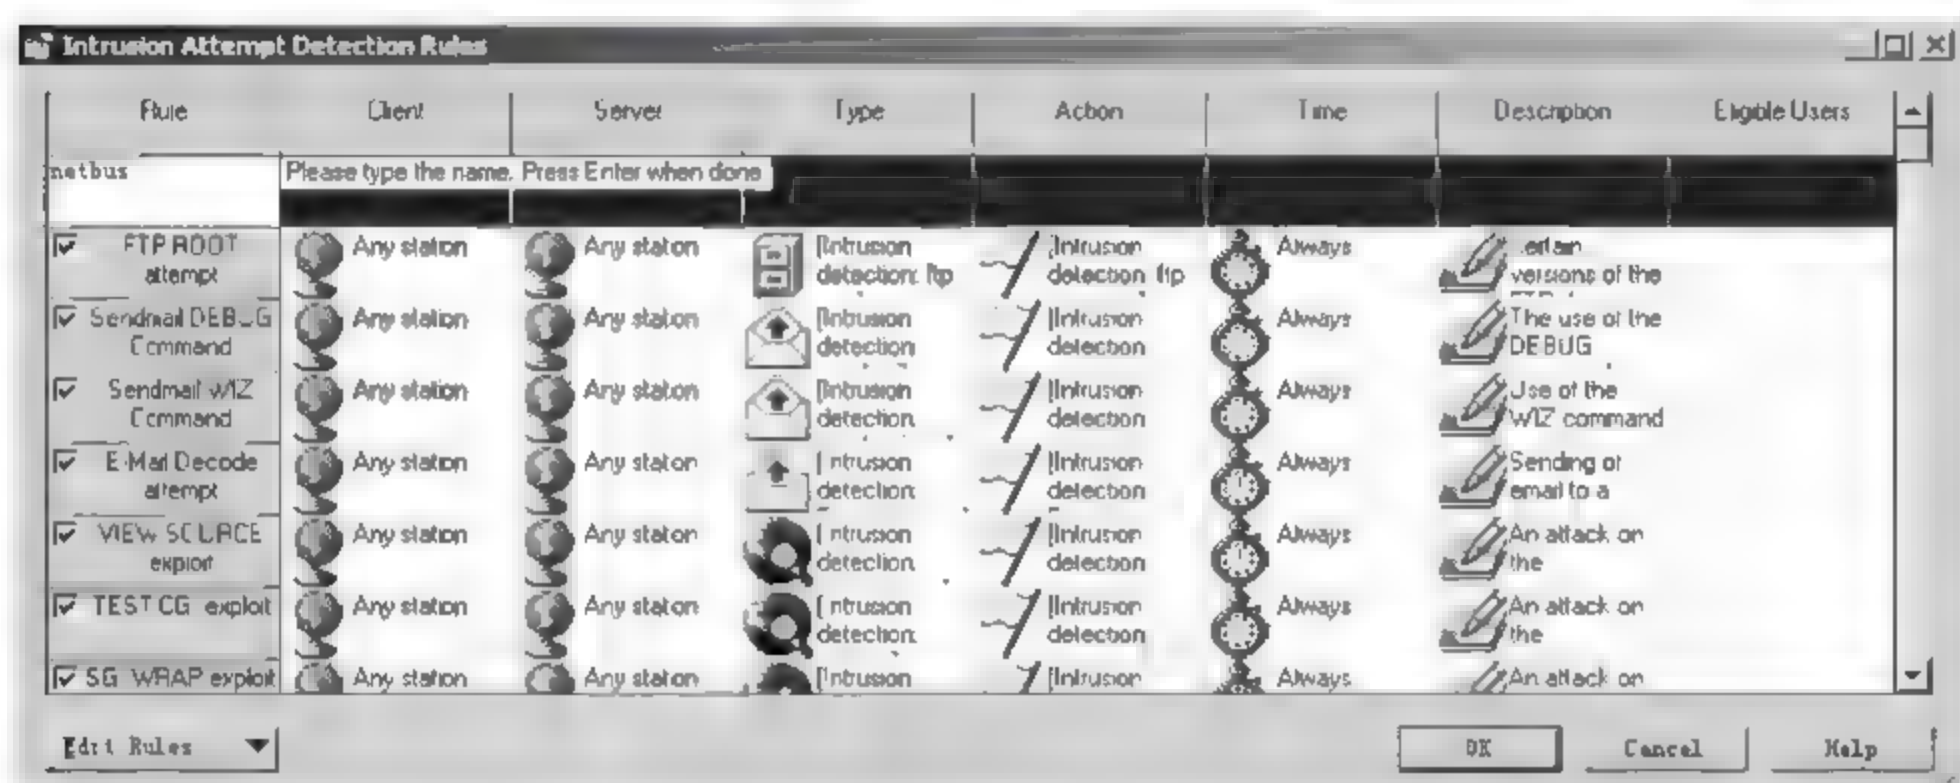 Intrusion Attempt Detection Rules
Rule Client Server Type Action Time Description Eligible Users
netbus Please type the name. Press Enter when done
FTP ROOT attempt Any station Any station [Intrusion detection: ftp [Intrusion detection ftp Always versions of the
Sendmail DEBUG Command Any station Any station [Intrusion detection [Intrusion detection Always The use of the DEBUG
Sendmail WIZ Command Any station Any station [Intrusion detection: [Intrusion detection Always Use of the WIZ command
E-Mail Decode attempt Any station Any station [Intrusion detection: [Intrusion detection Always Sending of email to a
VIEW SOURCE exploit Any station Any station [Intrusion detection: [Intrusion detection Always An attack on the
TEST CGI exploit Any station Any station [Intrusion detection: [Intrusion detection Always An attack on the
WRAP exploit Any station Any station [Intrusion [Intrusion Always An attack on
Edit Rules OK Cancel Help